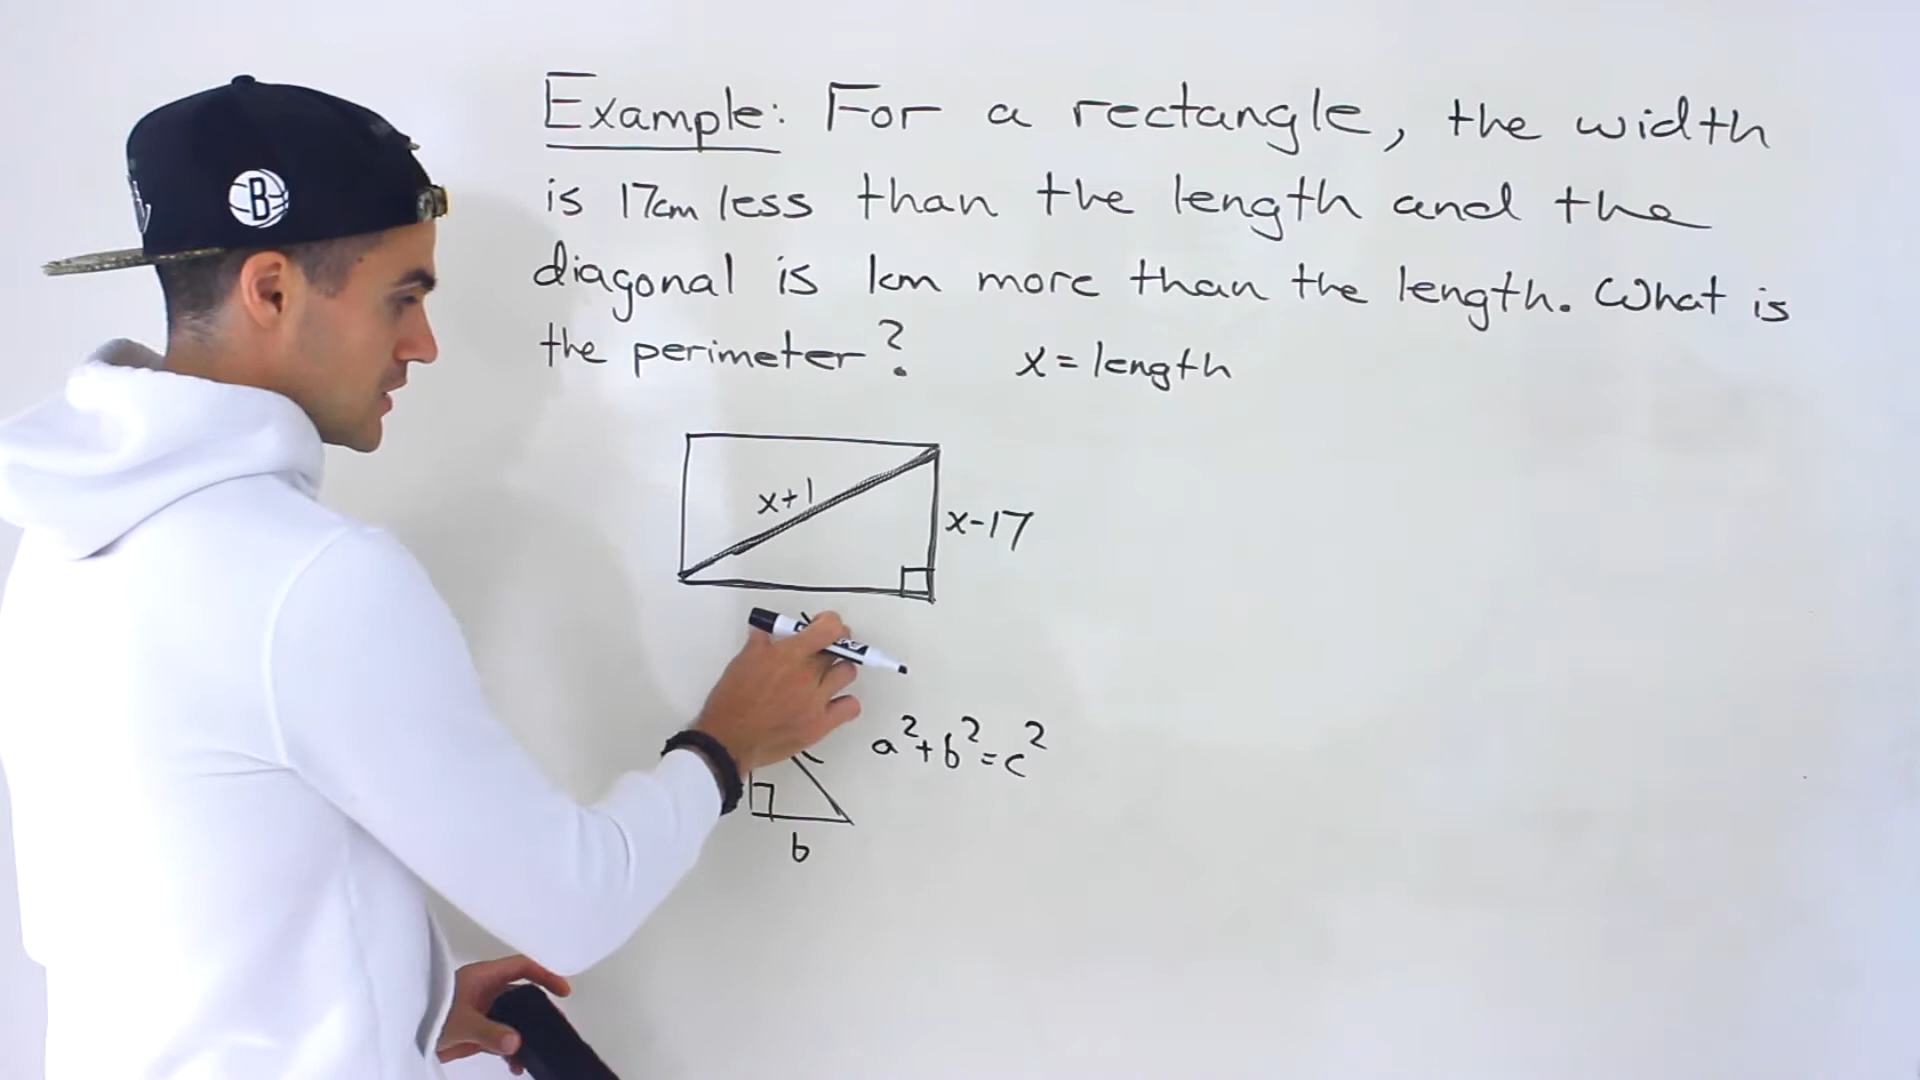 Example: For a rectangle, the width
is 17cm less than the length and the
diagonal is 1cm more than the length. What is
the perimeter? x = length
x+1
x-17
a²+b²=c²
b
B